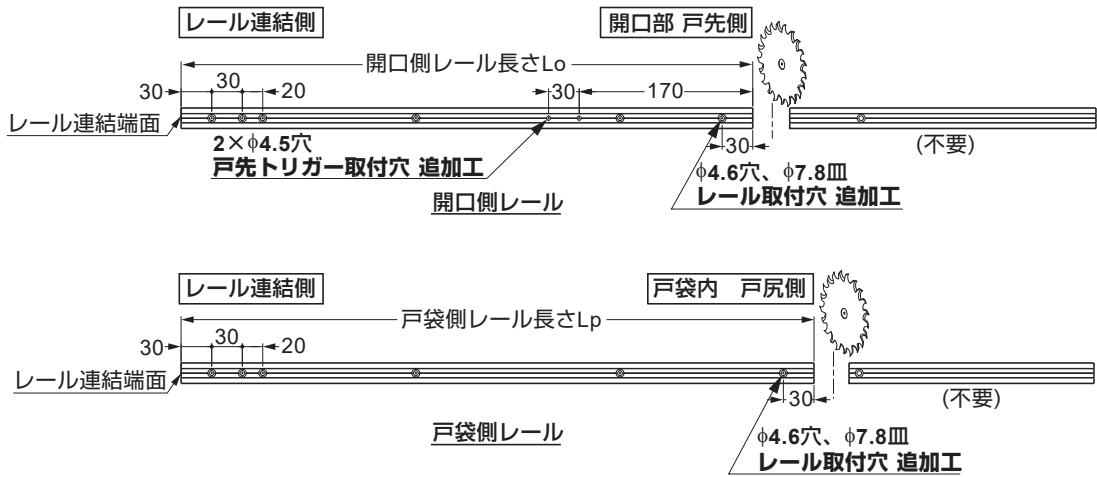 レール連結側
開口部 戸先側
開口側レール長さLo
30
30
20
30
170
レール連結端面
30
(不要)
2×φ4.5穴
戸先トリガー取付穴 追加工
φ4.6穴、φ7.8皿
レール取付穴 追加工
開口側レール
レール連結側
戸袋内 戸尻側
戸袋側レール長さLp
30
30
20
レール連結端面
30
(不要)
戸袋側レール
φ4.6穴、φ7.8皿
レール取付穴 追加工